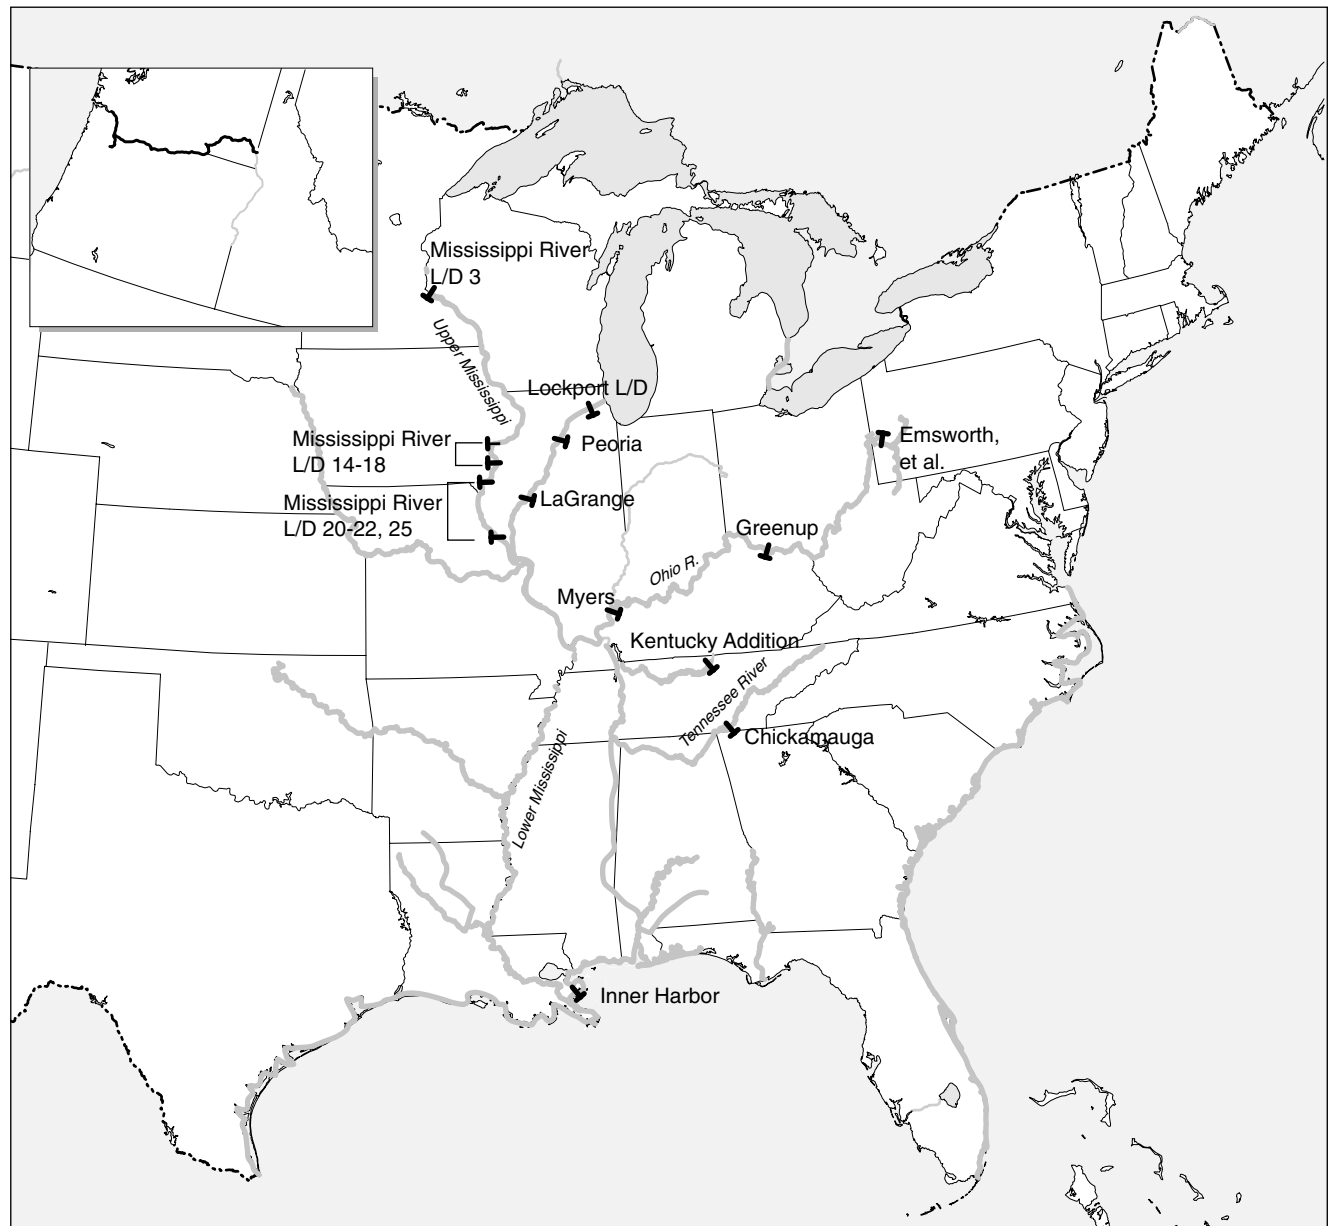 Mississippi River
L/D 3
Upper Mississippi
Lockport L/D
Mississippi River
L/D 14-18
Peoria
Emsworth,
et al.
Mississippi River
L/D 20-22, 25
LaGrange
Greenup
Ohio R.
Myers
Kentucky Addition
Tennessee River
Chickamauga
Lower Mississippi
Inner Harbor